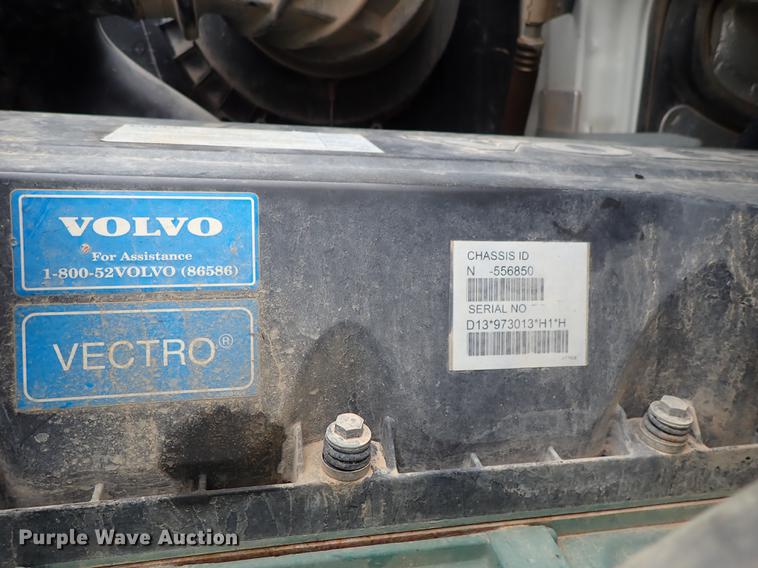 VOLVO
For Assistance
1-800-52VOLVO (86586)
VECTRO®
CHASSIS ID
N -556850
SERIAL NO
D13*973013*H1*H
Purple Wave Auction